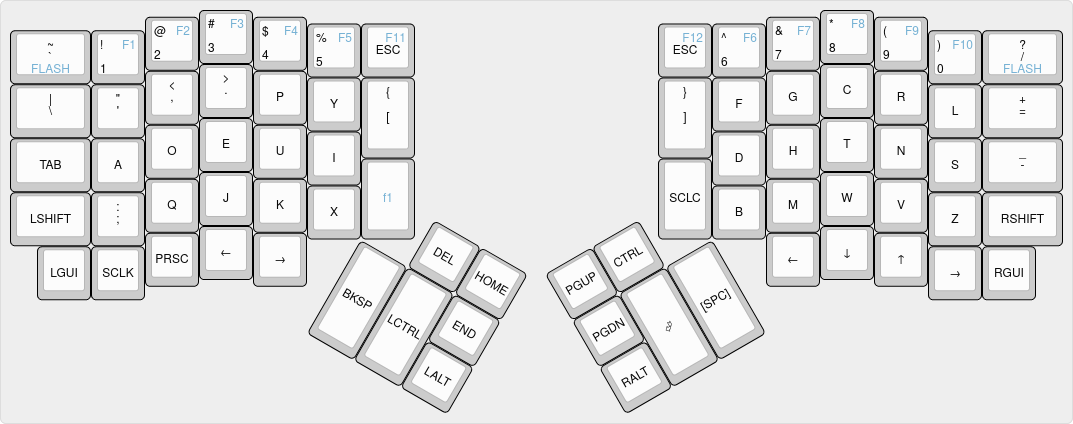 ~ ` FLASH
! F1 1
@ F2 2
# F3 3
$ F4 4
% F5 5
F11 ESC
F12 ESC
^ F6 6
& F7 7
* F8 8
( F9 9
) F10 0
? / FLASH
| \
" '
< ,
> .
P
Y
{ [
} ]
F
G
C
R
L
+ =
TAB
A
O
E
U
I
f1
D
H
T
N
S
_ -
LSHIFT
: ;
Q
J
K
X
SCLC
B
M
W
V
Z
RSHIFT
LGUI
SCLK
PRSC
←
→
←
↓
↑
→
RGUI
DEL
HOME
BKSP
LCTRL
END
LALT
CTRL
PGUP
[SPC]
PGDN
RALT